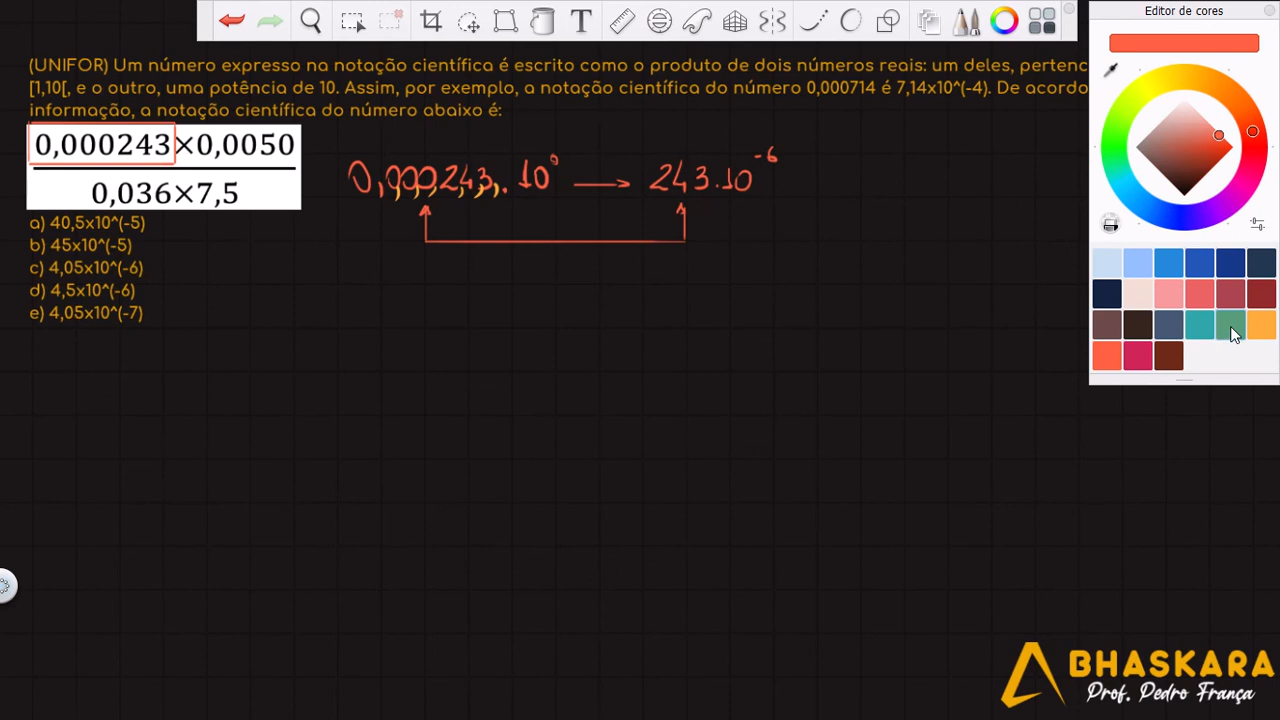 Editor de cores
(UNIFOR) Um número expresso na notação científica é escrito como o produto de dois números reais: um deles, pertenc
[1,10[, e o outro, uma potência de 10. Assim, por exemplo, a notação científica do número 0,000714 é 7,14x10^(-4). De acordo
informação, a notação científica do número abaixo é:
0,000243×0,0050
0,036×7,5
0,000243,. 10⁰ → 243.10⁻⁶
a) 40,5x10^(-5)
b) 45x10^(-5)
c) 4,05x10^(-6)
d) 4,5x10^(-6)
e) 4,05x10^(-7)
BHASKARA
Prof. Pedro França